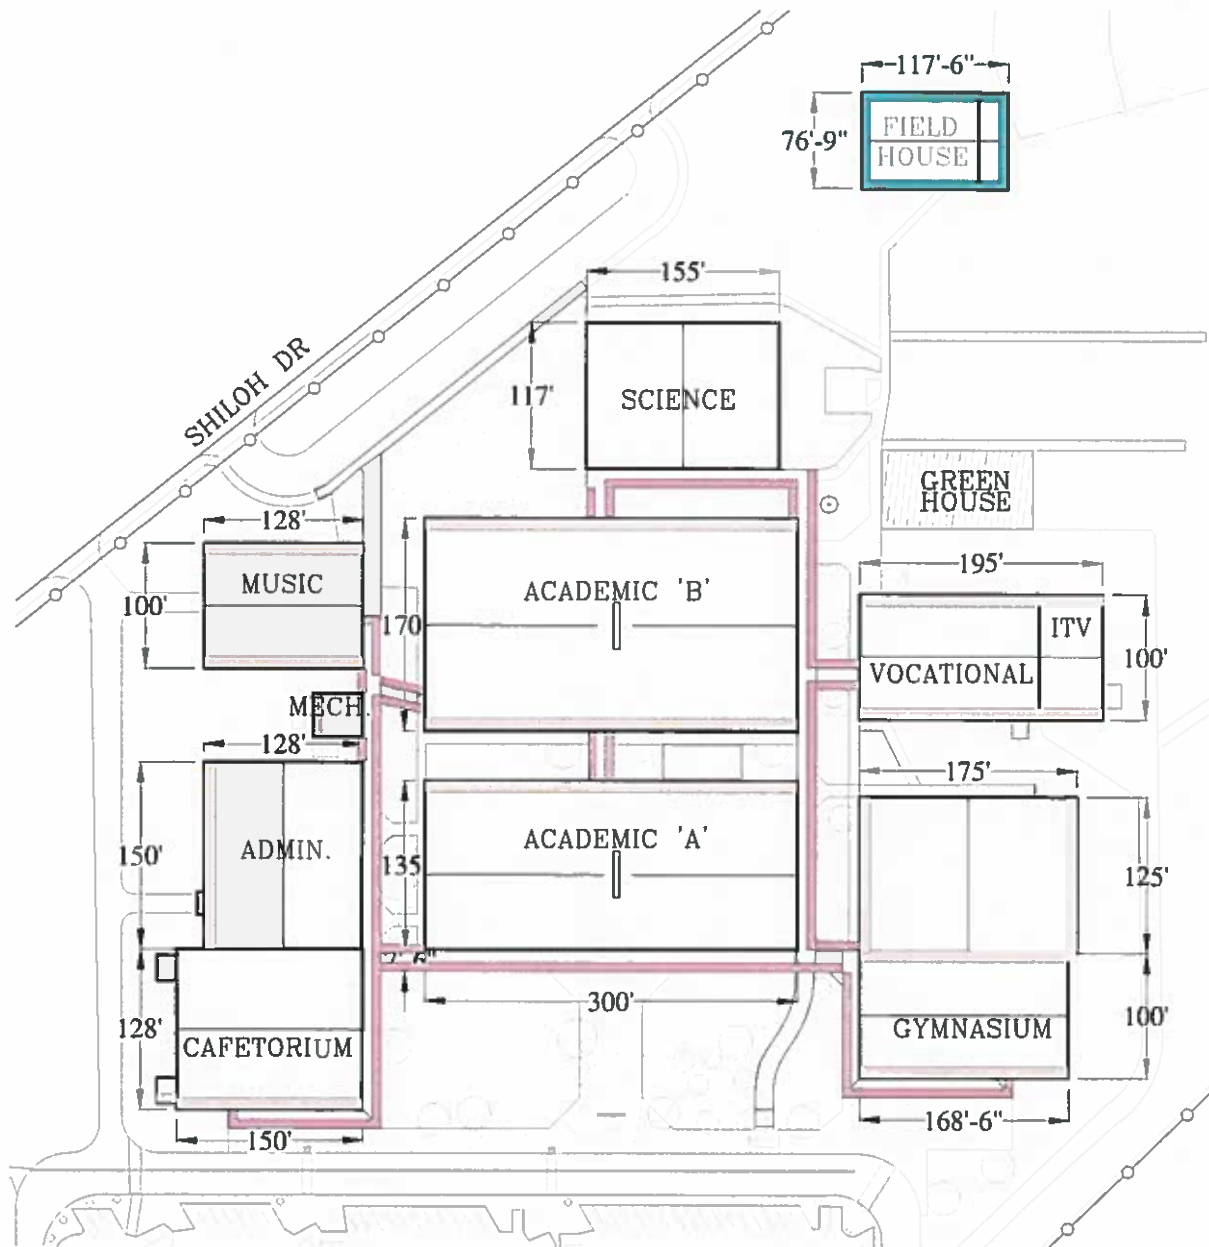 117'-6"
76'-9"
FIELD
HOUSE
155'
SHILOH DR
117'
SCIENCE
GREEN
HOUSE
128'
195'
100'
MUSIC
ACADEMIC 'B'
170
ITV
100'
VOCATIONAL
MECH.
128'
175'
150'
ADMIN.
ACADEMIC 'A'
135
125'
300'
128'
CAFETORIUM
GYMNASIUM
100'
150'
168'-6"